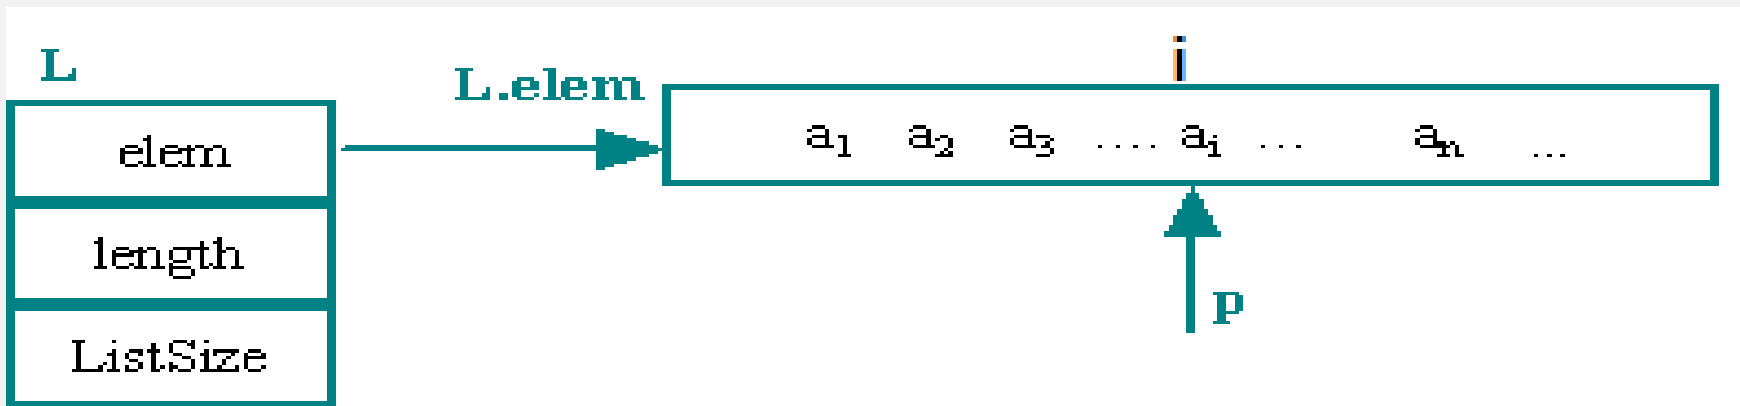 L
elem
length
ListSize
L.elem
i
a1 a2 a3 .... ai ... an ...
p